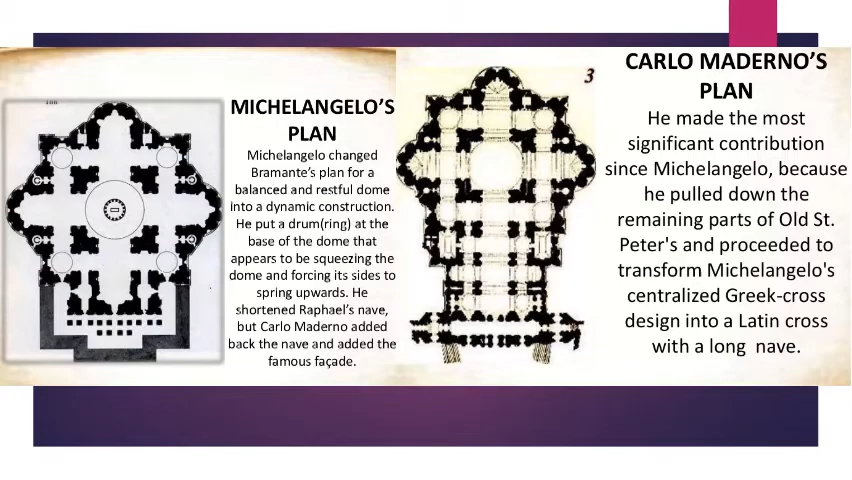 MICHELANGELO'S
PLAN
Michelangelo changed
Bramante's plan for a
balanced and restful dome
into a dynamic construction.
He put a drum(ring) at the
base of the dome that
appears to be squeezing the
dome and forcing its sides to
spring upwards. He
shortened Raphael's nave,
but Carlo Maderno added
back the nave and added the
famous façade.
3
CARLO MADERNO'S
PLAN
He made the most
significant contribution
since Michelangelo, because
he pulled down the
remaining parts of Old St.
Peter's and proceeded to
transform Michelangelo's
centralized Greek-cross
design into a Latin cross
with a long nave.